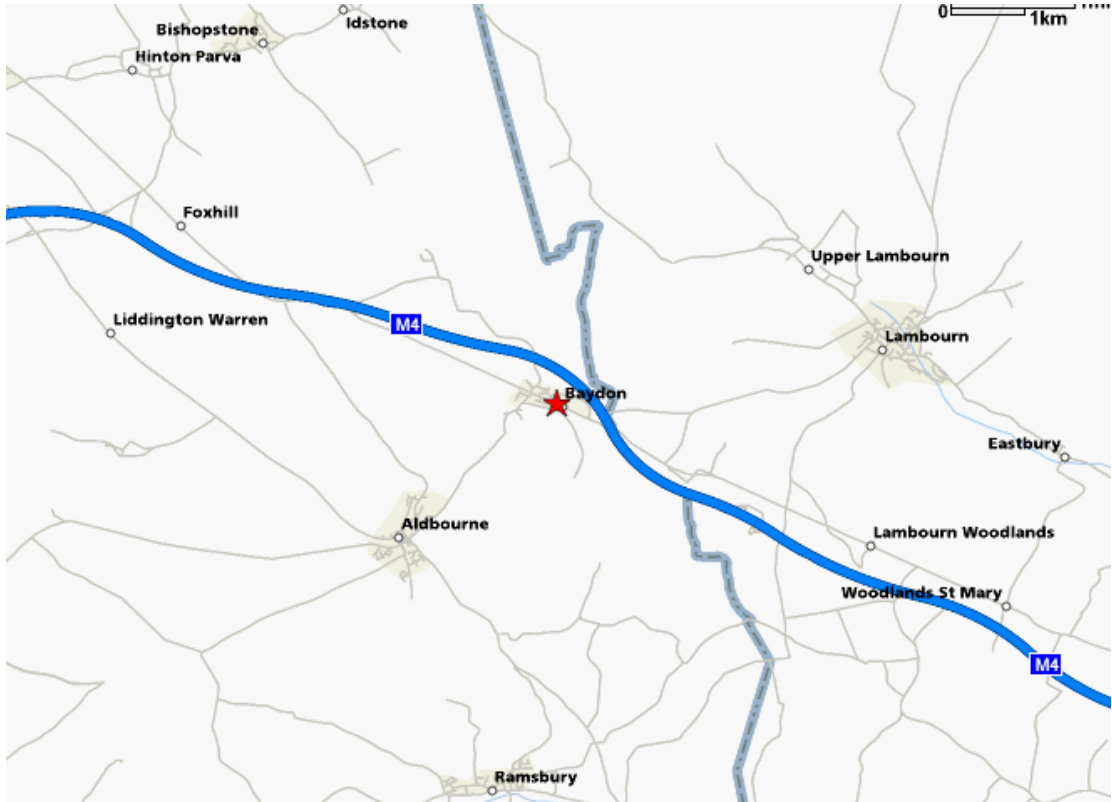 Idstone
0
1km
Bishopstone
Hinton Parva
Foxhill
Upper Lambourn
Liddington Warren
M4
Lambourn
Baydon
Eastbury
Aldbourne
Lambourn Woodlands
Woodlands St Mary
M4
Ramsbury